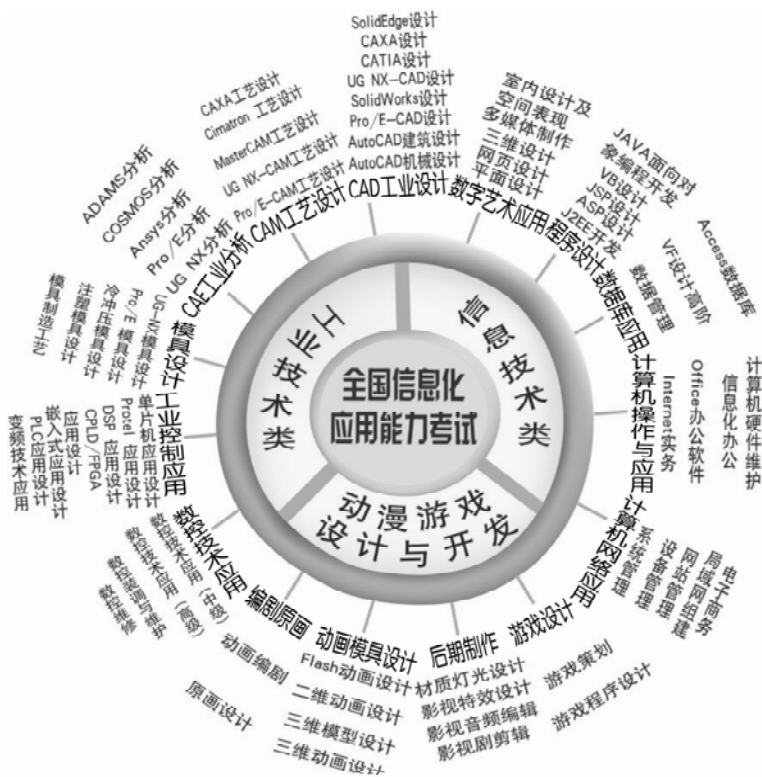 全国信息化
应用能力考试
工业技术类
信息技术类
动漫游戏
设计与开发
CAD工业设计
SolidEdge设计
CAXA设计
CATIA设计
UG NX-CAD设计
SolidWorks设计
Pro/E-CAD设计
AutoCAD建筑设计
AutoCAD机械设计
数字艺术应用
室内设计及
空间表现
多媒体制作
三维设计
网页设计
平面设计
程序设计
JAVA面向对
象编程开发
VB设计
JSP设计
ASP设计
J2EE开发
数据库应用
Access数据库
VF设计高阶
数据管理
计算机操作与应用
计算机硬件维护
信息化办公
Office办公软件
Internet实务
计算机网络应用
电子商务
局域网组建
网站管理
设备管理
系统管理
游戏设计
游戏策划
游戏程序设计
后期制作
材质灯光设计
影视特效设计
影视音频编辑
影视剧剪辑
动画模具设计
Flash动画设计
二维动画设计
三维模型设计
三维动画设计
编剧原画
动画编剧
原画设计
数控技术应用
数控技术应用（中级）
数控技术应用（高级）
数控装调与维护
数控维修
工业控制应用
单片机应用设计
Protel 应用设计
DSP 应用设计
CPLD/FPGA
应用设计
嵌入式应用设计
PLC应用设计
变频技术应用
模具设计
UG-NX模具设计
Pro/E 模具设计
冷冲压模具设计
注塑模具设计
模具制造工艺
CAE工业分析
ADAMS分析
COSMOS分析
Ansys分析
Pro/E分析
UG NX分析
CAM工艺设计
CAXA工艺设计
Cimatron 工艺设计
MasterCAM工艺设计
UG NX-CAM工艺设计
Pro/E-CAM工艺设计